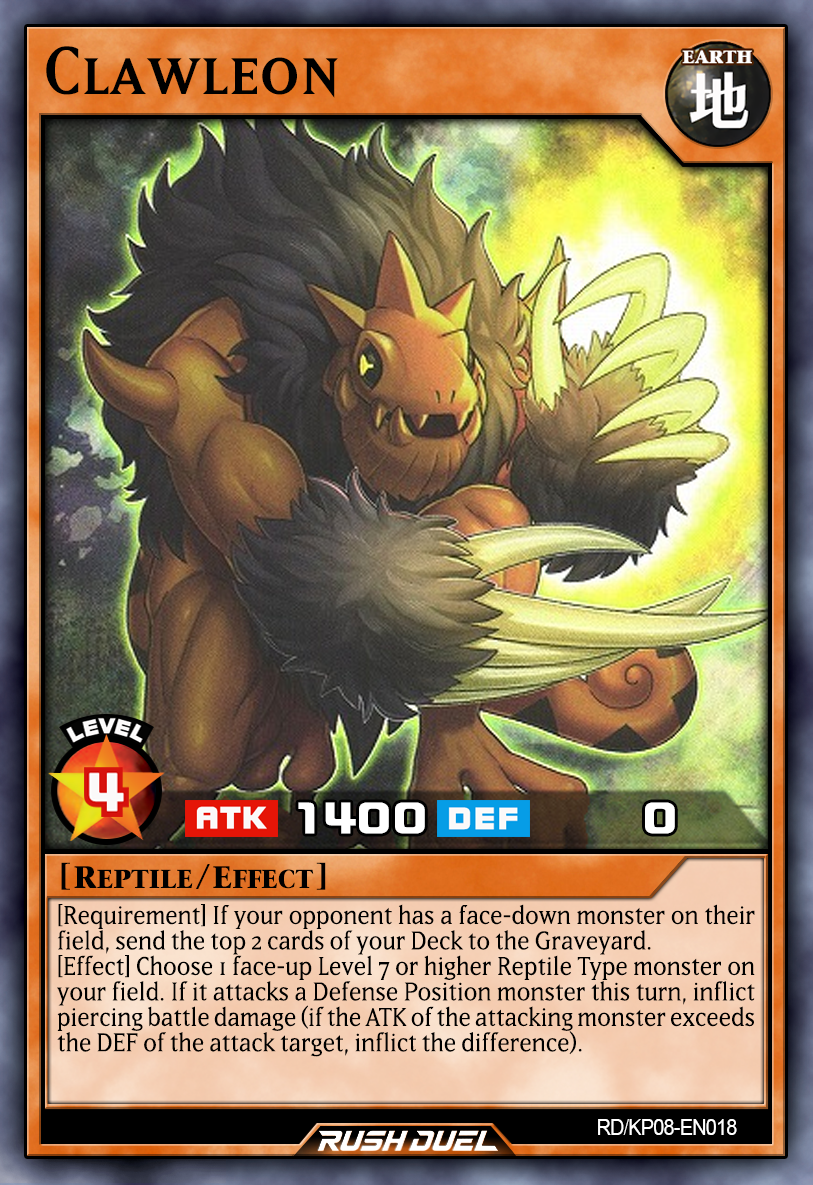 Clawleon
EARTH
地
LEVEL
4
ATK 1400 DEF 0
[Reptile/Effect]
[Requirement] If your opponent has a face-down monster on their
field, send the top 2 cards of your Deck to the Graveyard.
[Effect] Choose 1 face-up Level 7 or higher Reptile Type monster on
your field. If it attacks a Defense Position monster this turn, inflict
piercing battle damage (if the ATK of the attacking monster exceeds
the DEF of the attack target, inflict the difference).
RD/KP08-EN018
RUSH DUEL